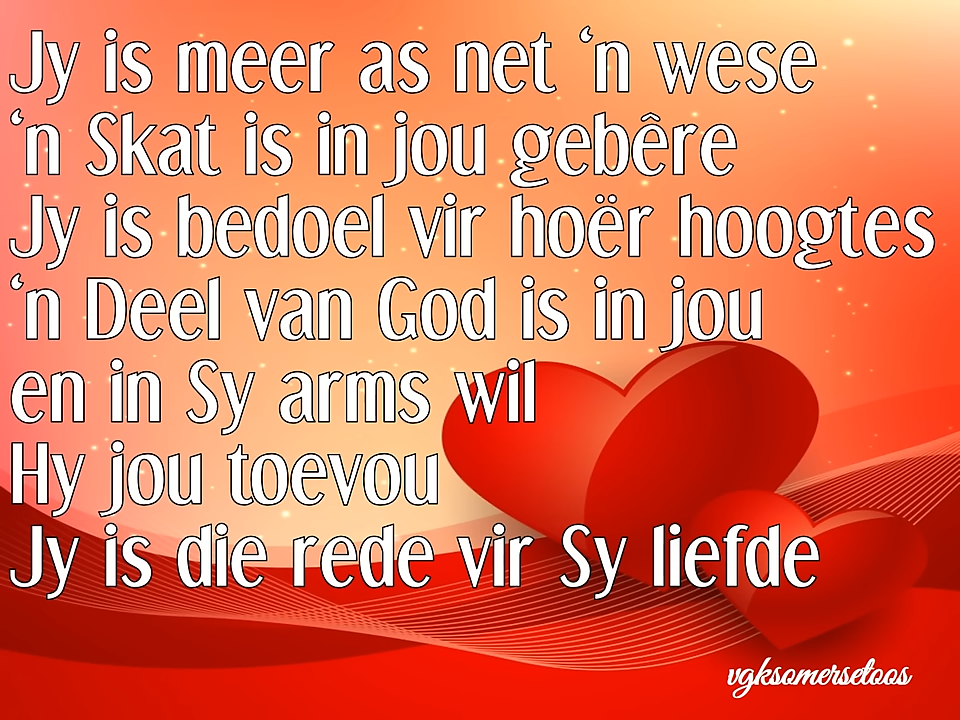 Jy is meer as net ‘n wese
‘n Skat is in jou gebêre
Jy is bedoel vir hoër hoogtes
‘n Deel van God is in jou
en in Sy arms wil
Hy jou toevou
Jy is die rede vir Sy liefde
vgksomersetoos